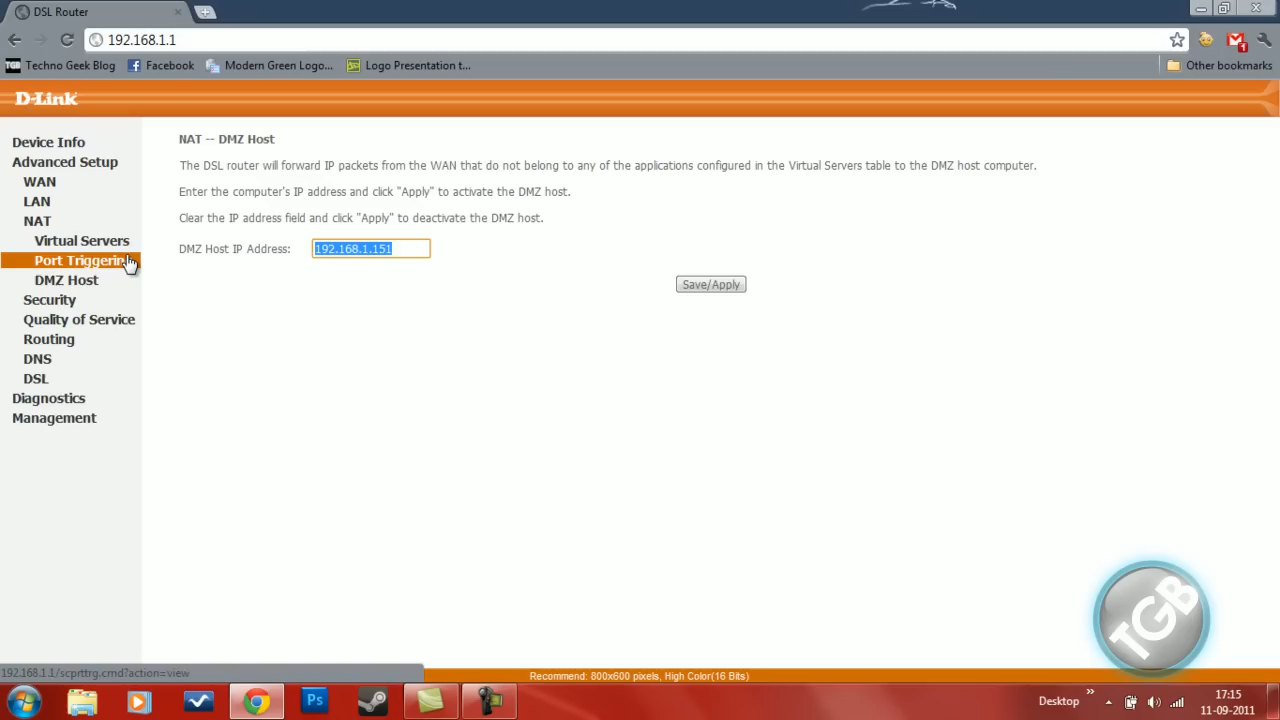 DSL Router
192.168.1.1
1
TGB Techno Geek Blog Facebook Modern Green Logo... Logo Presentation t... Other bookmarks
D-Link
Device Info
Advanced Setup
WAN
LAN
NAT
Virtual Servers
Port Triggerin
DMZ Host
Security
Quality of Service
Routing
DNS
DSL
Diagnostics
Management
NAT -- DMZ Host
The DSL router will forward IP packets from the WAN that do not belong to any of the applications configured in the Virtual Servers table to the DMZ host computer.
Enter the computer's IP address and click "Apply" to activate the DMZ host.
Clear the IP address field and click "Apply" to deactivate the DMZ host.
DMZ Host IP Address: 192.168.1.151
Save/Apply
TGB
192.168.1.1/scprttrg.cmd?action=view
Recommend: 800x600 pixels, High Color(16 Bits)
Ps
Desktop
17:15
11-09-2011